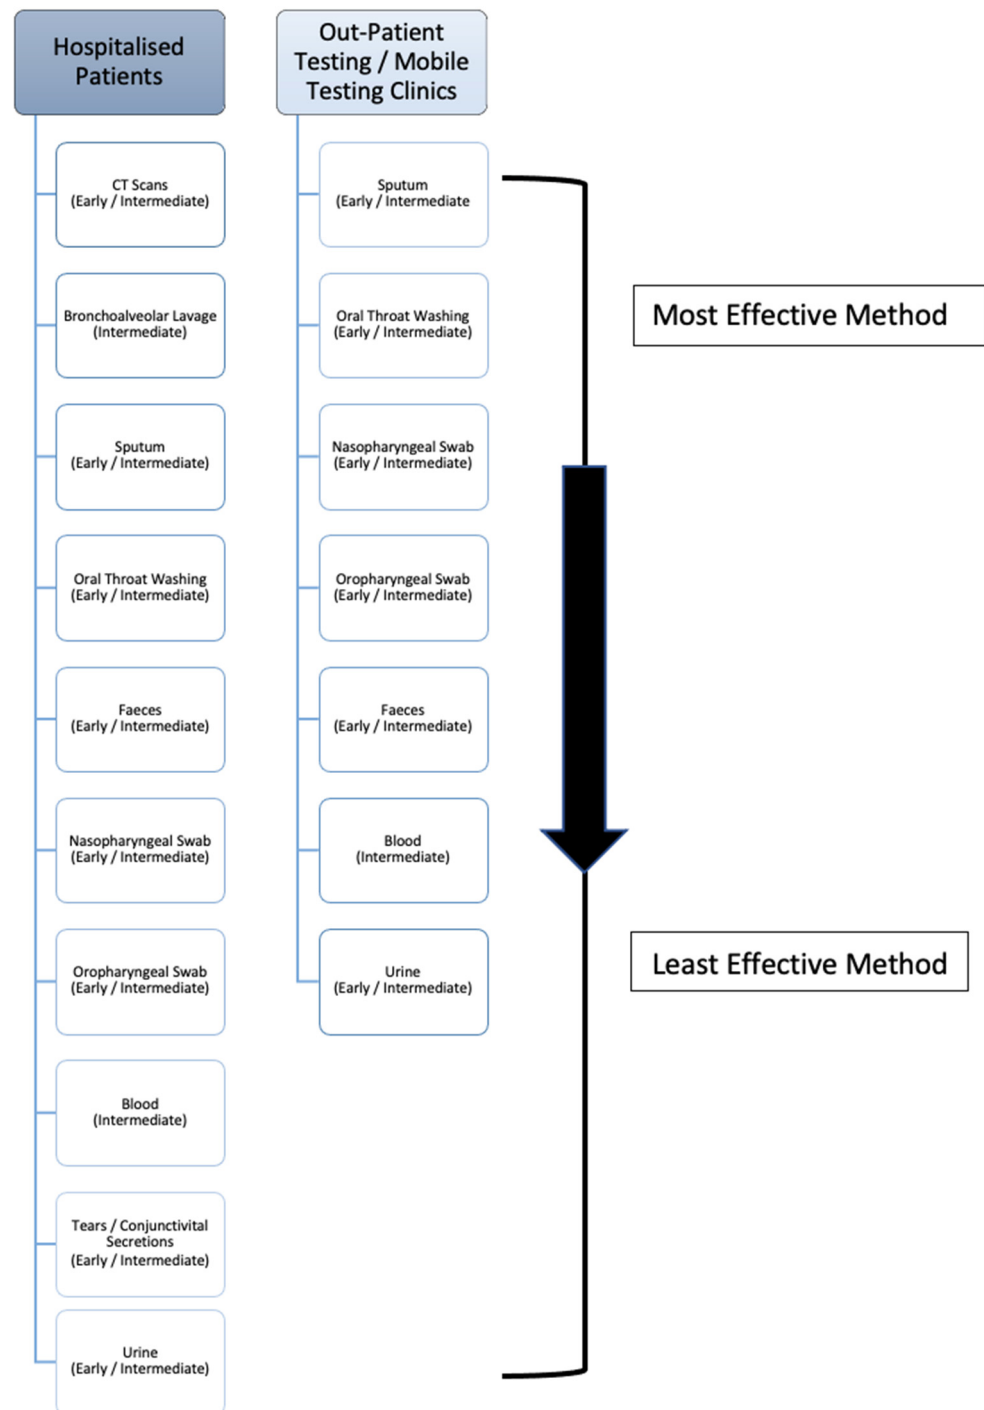 Hospitalised
Patients
CT Scans
(Early / Intermediate)
Bronchoalveolar Lavage
(Intermediate)
Sputum
(Early / Intermediate)
Oral Throat Washing
(Early / Intermediate)
Faeces
(Early / Intermediate)
Nasopharyngeal Swab
(Early / Intermediate)
Oropharyngeal Swab
(Early / Intermediate)
Blood
(Intermediate)
Tears / Conjunctivital
Secretions
(Early / Intermediate)
Urine
(Early / Intermediate)
Out-Patient
Testing / Mobile
Testing Clinics
Sputum
(Early / Intermediate
Oral Throat Washing
(Early / Intermediate)
Nasopharyngeal Swab
(Early / Intermediate)
Oropharyngeal Swab
(Early / Intermediate)
Faeces
(Early / Intermediate)
Blood
(Intermediate)
Urine
(Early / Intermediate)
Most Effective Method
Least Effective Method